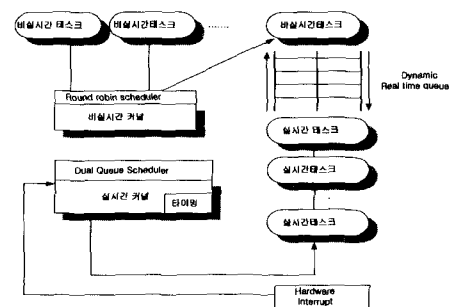 비실시간 태스크
비실시간 태스크
......
비실시간 태스크
Round robin scheduler
비실시간 커널
Dynamic
Real time queue
실시간 태스크
Dual Queue Scheduler
실시간 커널
타이밍
실시간태스크
실시간태스크
Hardware
Interrupt